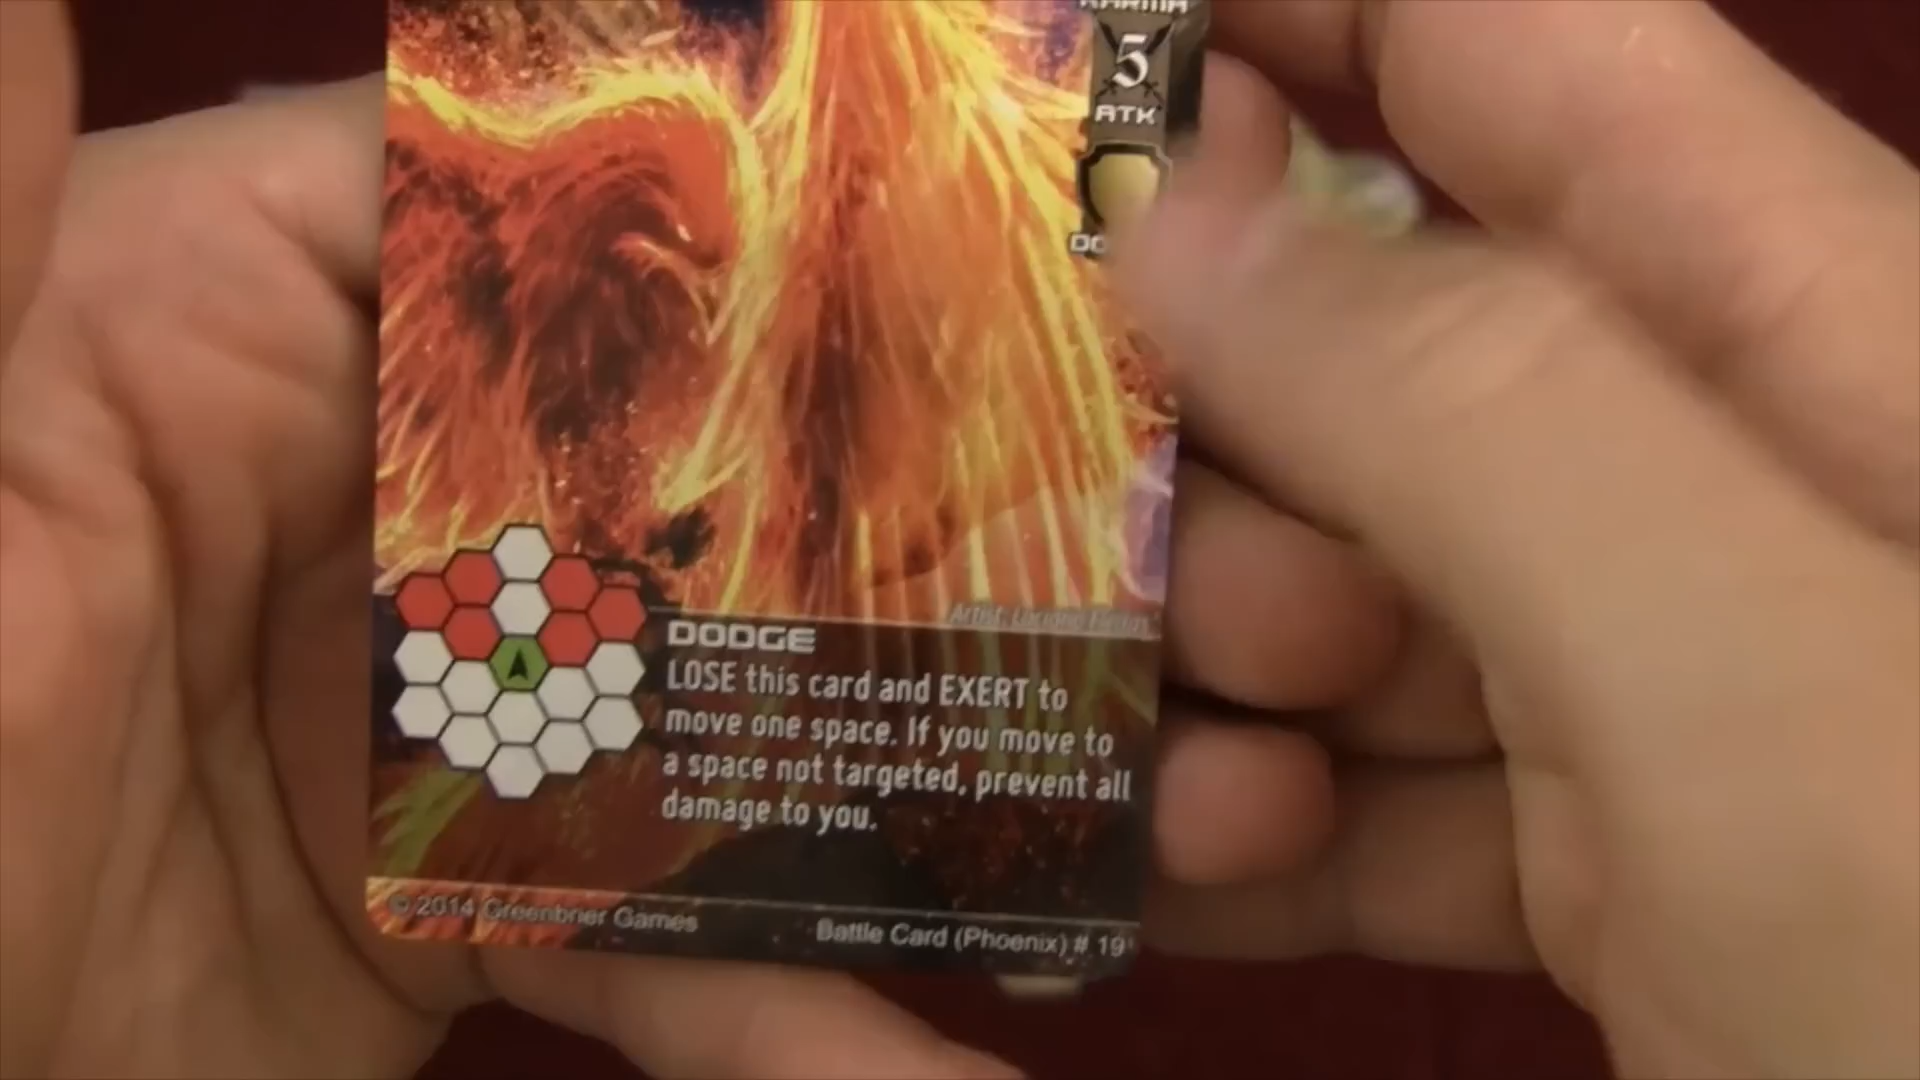 KARMA
5
ATK
DODGE
LOSE this card and EXERT to
move one space. If you move to
a space not targeted, prevent all
damage to you.
© 2014 Greenbrier Games
Battle Card (Phoenix) # 19